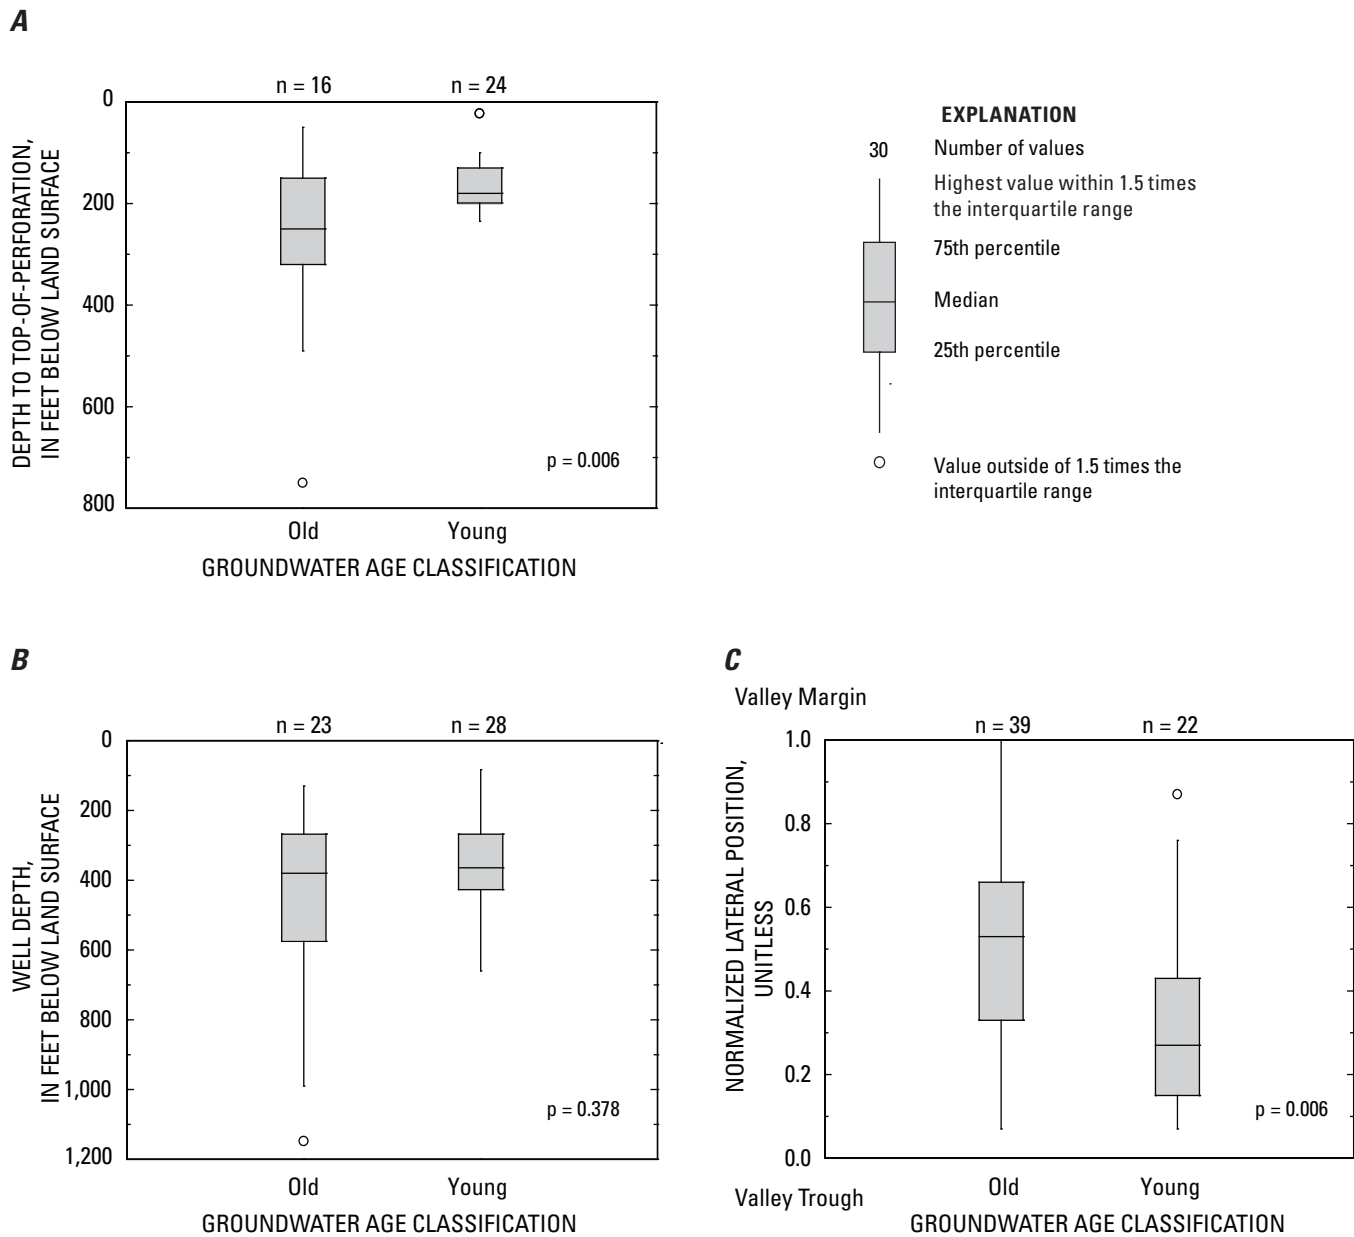 A
n = 16
n = 24
0
200
400
600
800
DEPTH TO TOP-OF-PERFORATION,
IN FEET BELOW LAND SURFACE
p = 0.006
Old
Young
GROUNDWATER AGE CLASSIFICATION
EXPLANATION
30
Number of values
Highest value within 1.5 times
the interquartile range
75th percentile
Median
25th percentile
Value outside of 1.5 times the
interquartile range
B
n = 23
n = 28
0
200
400
600
800
1,000
1,200
WELL DEPTH,
IN FEET BELOW LAND SURFACE
p = 0.378
Old
Young
GROUNDWATER AGE CLASSIFICATION
C
Valley Margin
n = 39
n = 22
1.0
0.8
0.6
0.4
0.2
0.0
NORMALIZED LATERAL POSITION,
UNITLESS
p = 0.006
Valley Trough
Old
Young
GROUNDWATER AGE CLASSIFICATION